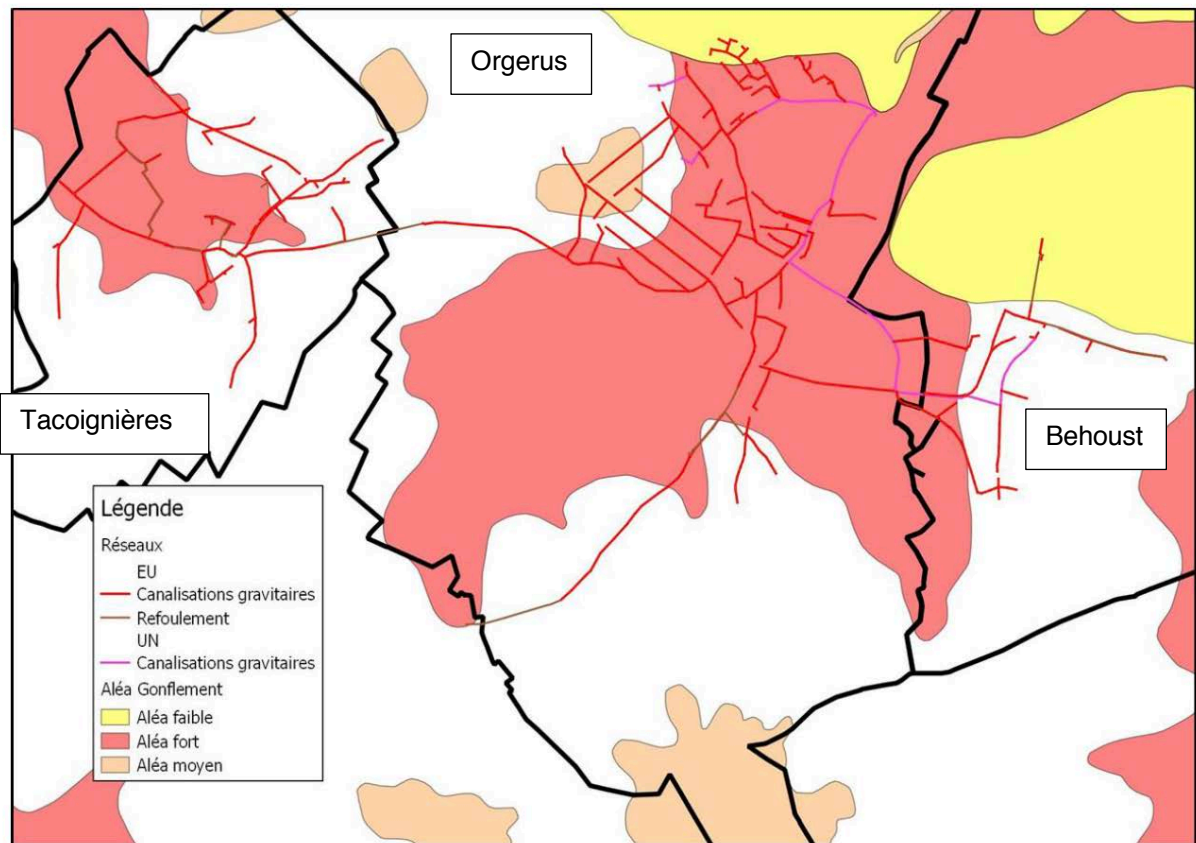 Orgerus
Tacoignières
Behoust
Légende
Réseaux
EU
Canalisations gravitaires
Refoulement
UN
Canalisations gravitaires
Aléa Gonflement
Aléa faible
Aléa fort
Aléa moyen